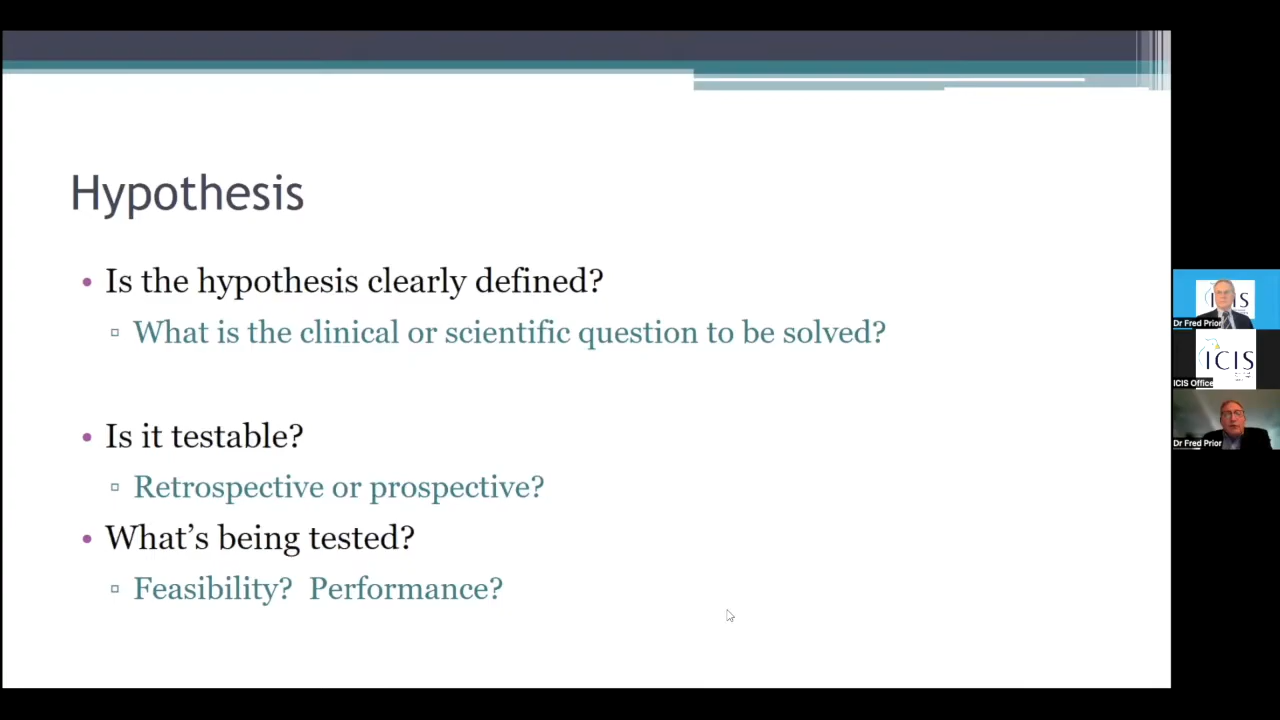 Hypothesis
• Is the hypothesis clearly defined?
▫ What is the clinical or scientific question to be solved?
• Is it testable?
▫ Retrospective or prospective?
• What’s being tested?
▫ Feasibility?  Performance?
Dr Fred Prior
ICIS
ICIS Office
Dr Fred Prior